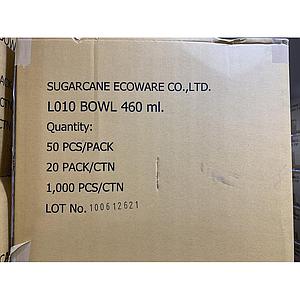 SUGARCANE ECOWARE CO.,LTD.
L010 BOWL 460 ml.
Quantity:
50 PCS/PACK
20 PACK/CTN
1,000 PCS/CTN
LOT No. 100612621